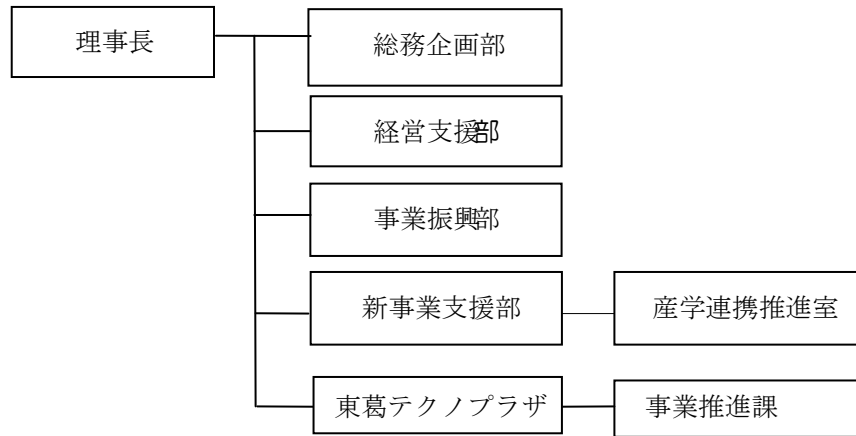 理事長
総務企画部
経営支援部
事業振興部
新事業支援部
産学連携推進室
東葛テクノプラザ
事業推進課